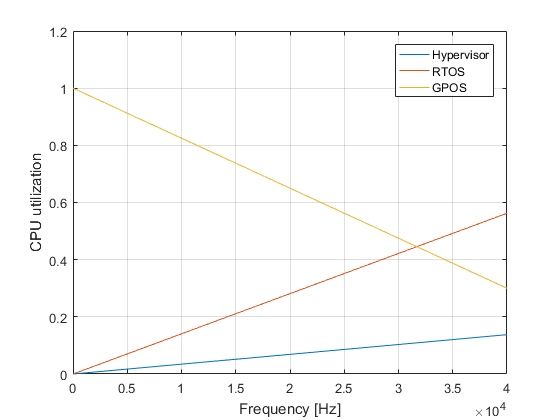 1.2
1
0.8
0.6
0.4
0.2
0
CPU utilization
Hypervisor
RTOS
GPOS
0 0.5 1 1.5 2 2.5 3 3.5 4
×10⁴
Frequency [Hz]